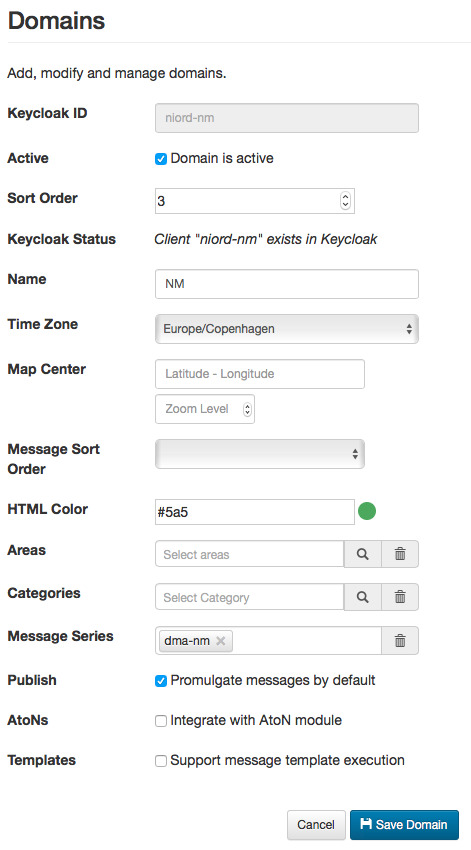 Domains
Add, modify and manage domains.
Keycloak ID
niord-nm
Active
Domain is active
Sort Order
3
Keycloak Status
Client "niord-nm" exists in Keycloak
Name
NM
Time Zone
Europe/Copenhagen
Map Center
Latitude - Longitude
Zoom Level
Message Sort
Order
HTML Color
#5a5
Areas
Select areas
Categories
Select Category
Message Series
dma-nm
Publish
Promulgate messages by default
AtoNs
Integrate with AtoN module
Templates
Support message template execution
Cancel
Save Domain